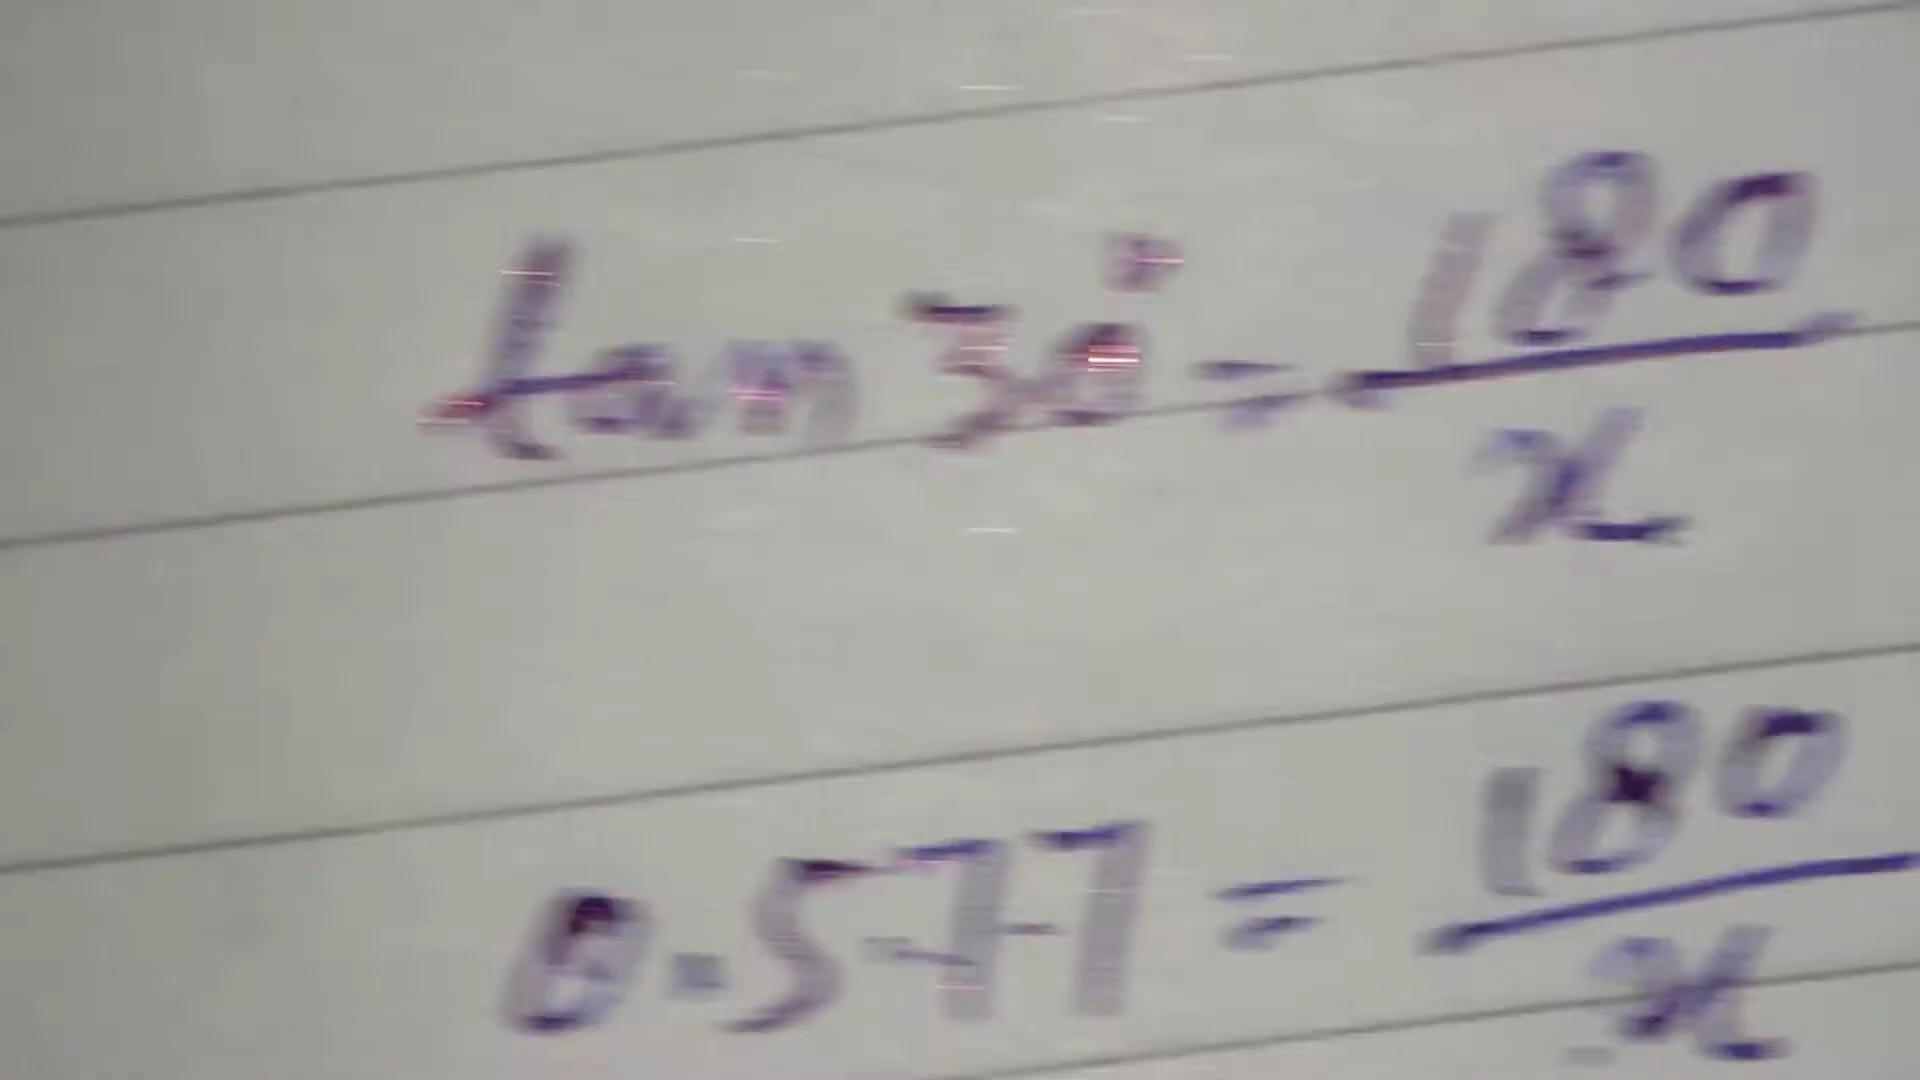 tan 30° = 180/x
0.577 = 180/x